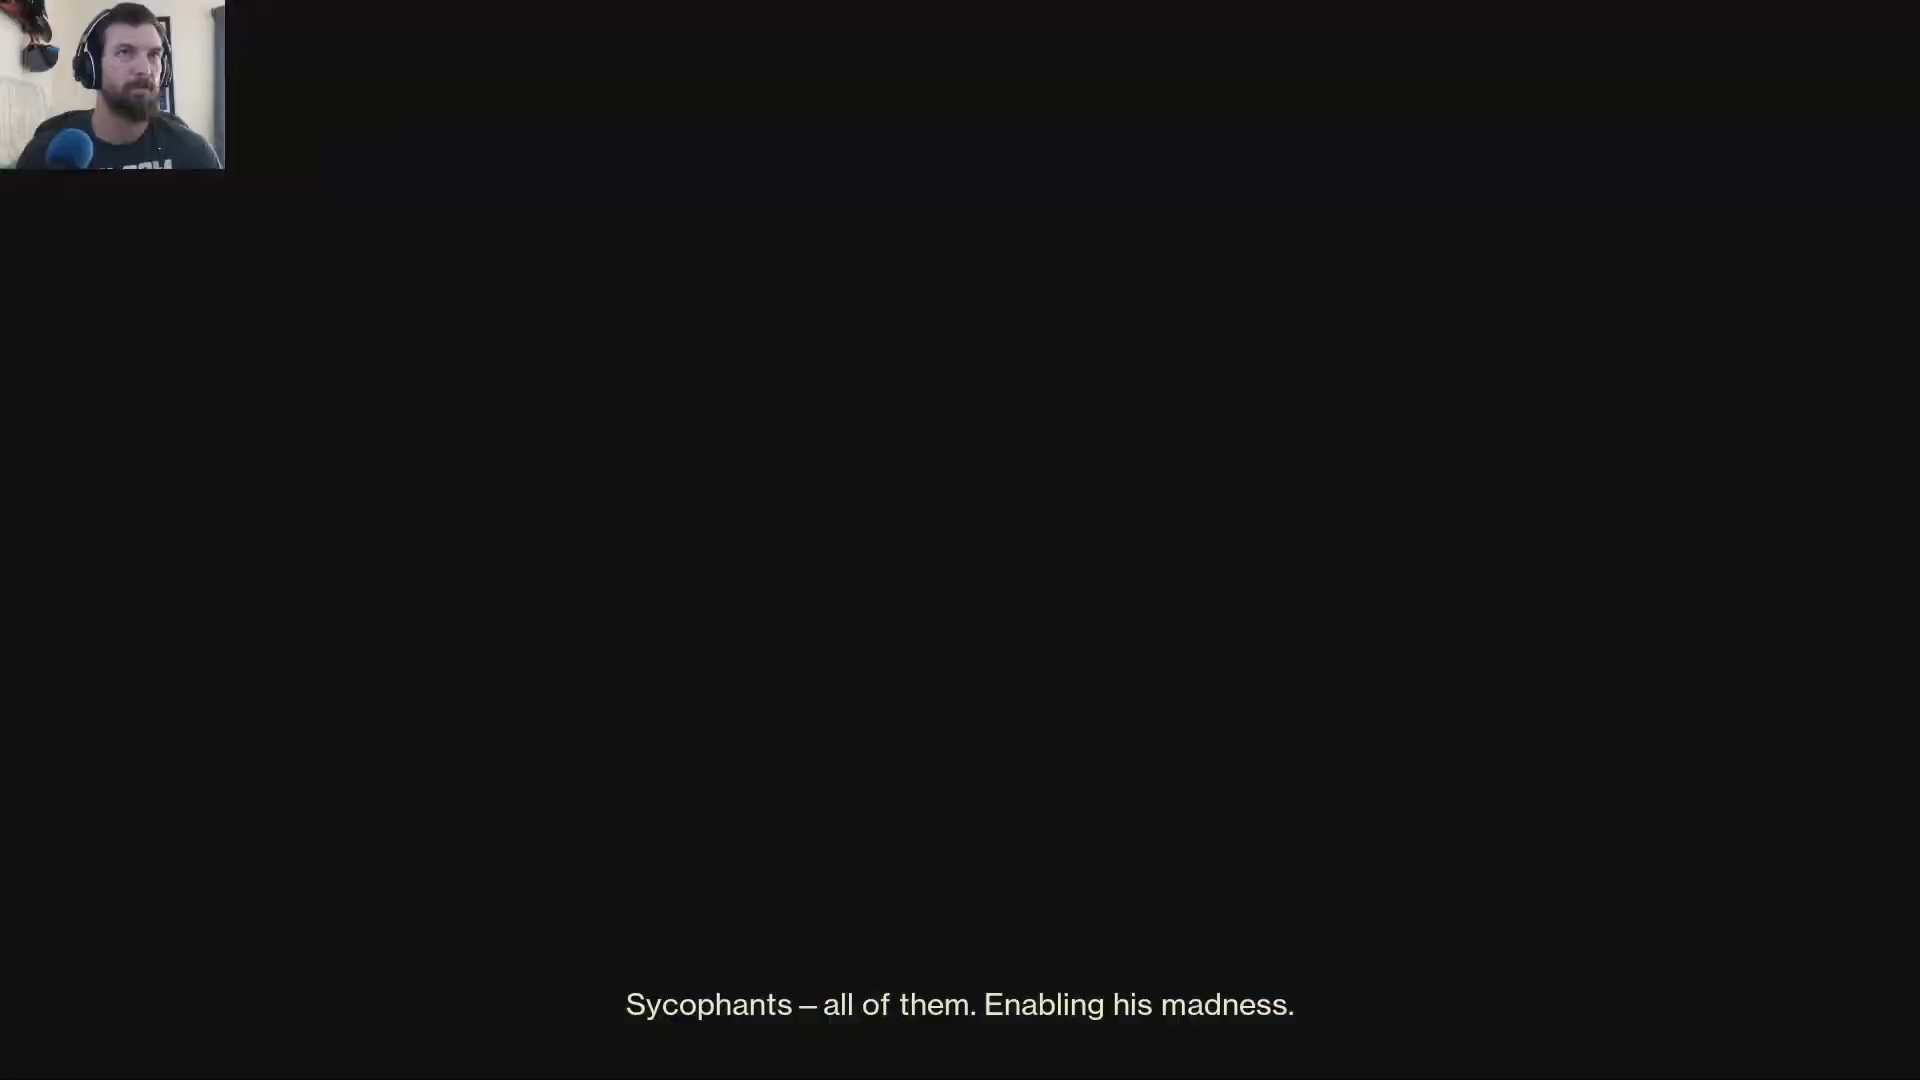 Sycophants – all of them. Enabling his madness.